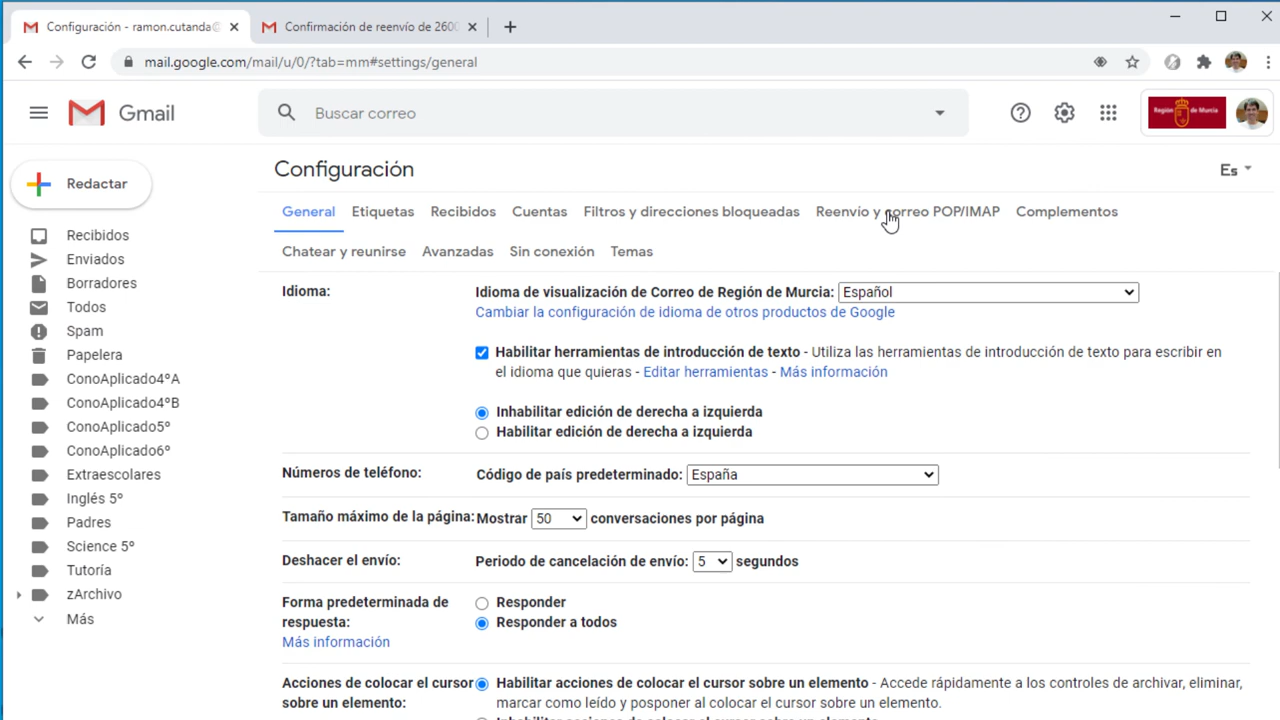 Configuración - ramon.cutanda@
Confirmación de reenvío de 260
mail.google.com/mail/u/0/?tab=mm#settings/general
Gmail
Buscar correo
Región de Murcia
Redactar
Recibidos
Enviados
Borradores
Todos
Spam
Papelera
ConoAplicado4ºA
ConoAplicado4ºB
ConoAplicado5º
ConoAplicado6º
Extraescolares
Inglés 5º
Padres
Science 5º
Tutoría
zArchivo
Más
Configuración
Es
General Etiquetas Recibidos Cuentas Filtros y direcciones bloqueadas Reenvío y correo POP/IMAP Complementos
Chatear y reunirse Avanzadas Sin conexión Temas
Idioma: Idioma de visualización de Correo de Región de Murcia: Español
Cambiar la configuración de idioma de otros productos de Google
Habilitar herramientas de introducción de texto - Utiliza las herramientas de introducción de texto para escribir en
el idioma que quieras - Editar herramientas - Más información
Inhabilitar edición de derecha a izquierda
Habilitar edición de derecha a izquierda
Números de teléfono: Código de país predeterminado: España
Tamaño máximo de la página: Mostrar 50 conversaciones por página
Deshacer el envío: Periodo de cancelación de envío: 5 segundos
Forma predeterminada de
respuesta:
Más información
Responder
Responder a todos
Acciones de colocar el cursor
sobre un elemento:
Habilitar acciones de colocar el cursor sobre un elemento - Accede rápidamente a los controles de archivar, eliminar,
marcar como leído y posponer al colocar el cursor sobre un elemento.
Inhabilitar acciones de colocar el cursor sobre un elemento